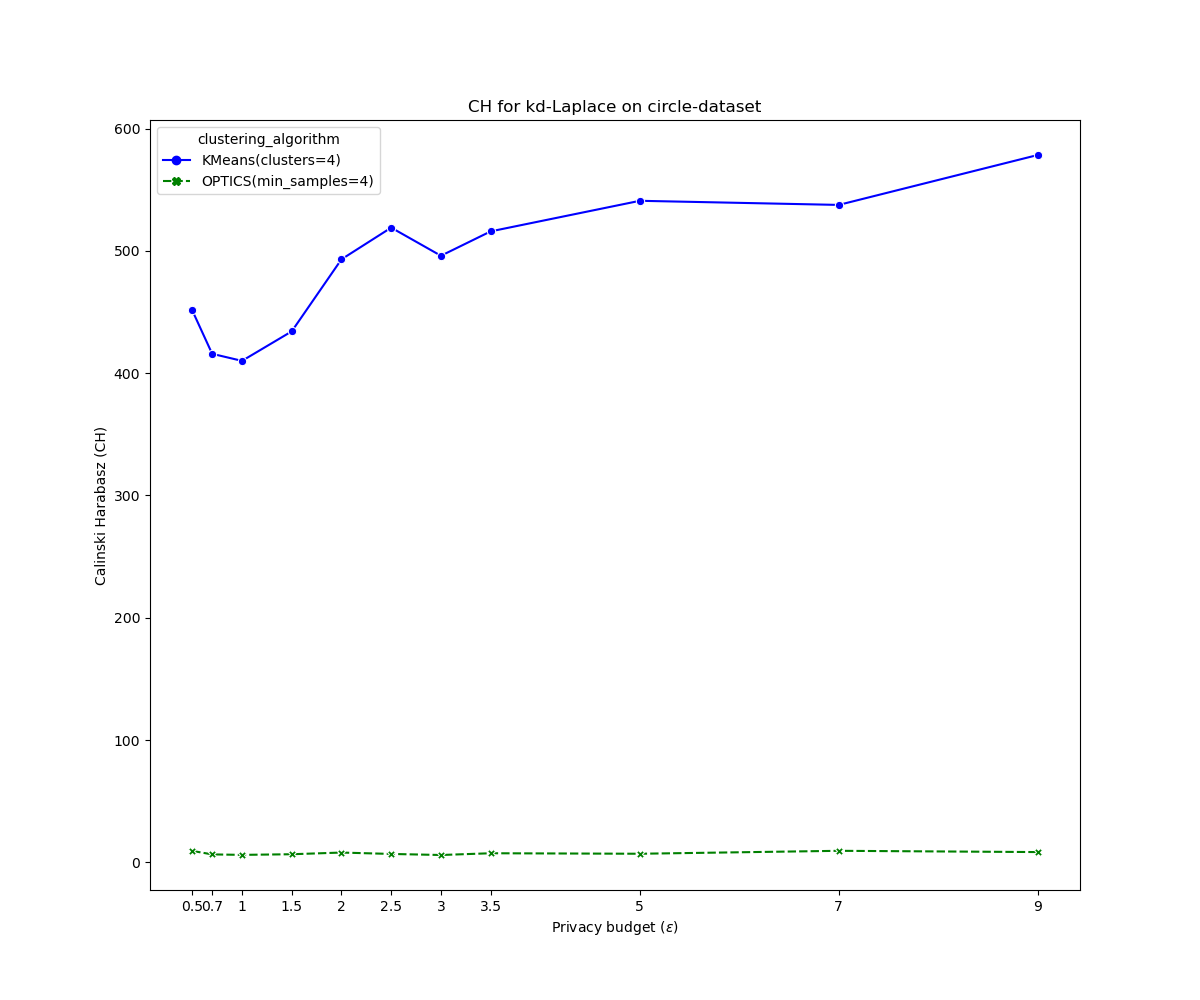 CH for kd-Laplace on circle-dataset
clustering_algorithm
KMeans(clusters=4)
OPTICS(min_samples=4)
600
500
400
300
200
100
0
Calinski Harabasz (CH)
0.5 0.7 1 1.5 2 2.5 3 3.5 5 7 9
Privacy budget (ε)